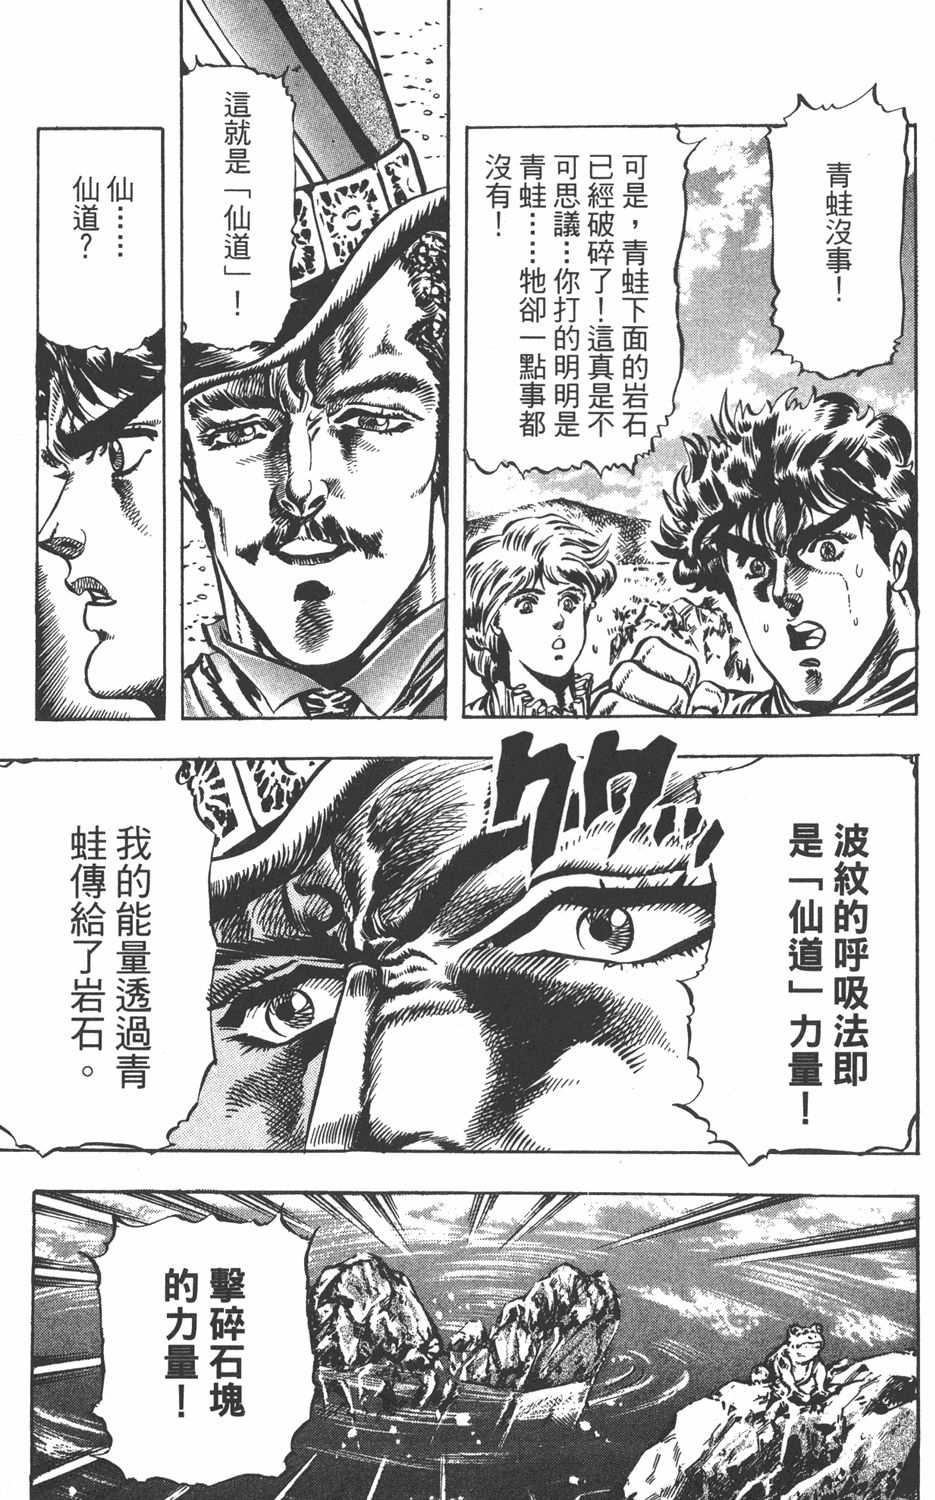 青蛙沒事！
可是，青蛙下面的岩石
已經破碎了！這真是不
可思議…你打的明明是
青蛙……牠卻一點事都
沒有！
這就是「仙道」！
仙……
仙道？
ククッ
波紋的呼吸法即
是「仙道」力量！
我的能量透過青
蛙傳給了岩石。
擊碎石塊
的力量！